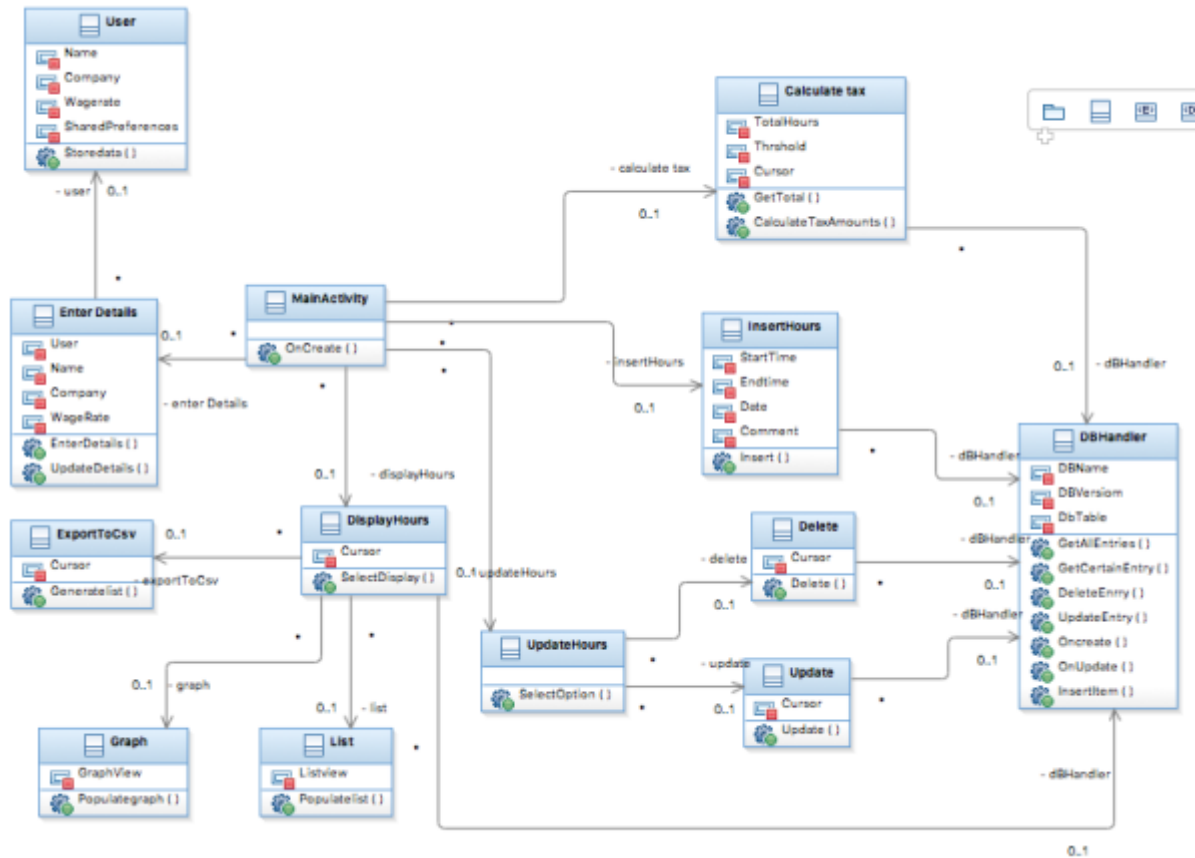 User
Name
Company
Wagerate
SharedPreferences
Storedata ( )
- user
0..1
*
Calculate tax
TotalHours
Thrshold
Cursor
GetTotal ( )
CalculateTaxAmounts ( )
- calculate tax
0..1
*
Enter Details
User
Name
Company
WageRate
EnterDetails ( )
UpdateDetails ( )
0..1
*
- enter Details
MainActivity
OnCreate ( )
*
*
*
*
InsertHours
StartTime
Endtime
Date
Comment
Insert ( )
- insertHours
0..1
*
0..1
- dBHandler
- dBHandler
0..1
DBHandler
DBName
DBVersiom
DbTable
GetAllEntries ( )
GetCertainEntry ( )
DeleteEnrry ( )
UpdateEntry ( )
Oncreate ( )
OnUpdate ( )
InsertItem ( )
0..1
- displayHours
DisplayHours
Cursor
SelectDisplay ( )
ExportToCsv
Cursor
Generatelist ( )
0..1
*
- exportToCsv
0..1
updateHours
Delete
Cursor
Delete ( )
- delete
0..1
*
- dBHandler
0..1
*
UpdateHours
SelectOption ( )
*
*
- update
0..1
Update
Cursor
Update ( )
- dBHandler
0..1
*
*
*
0..1
- graph
0..1
- list
*
Graph
GraphView
Populategraph ( )
List
Listview
Populatelist ( )
- dBHandler
0..1